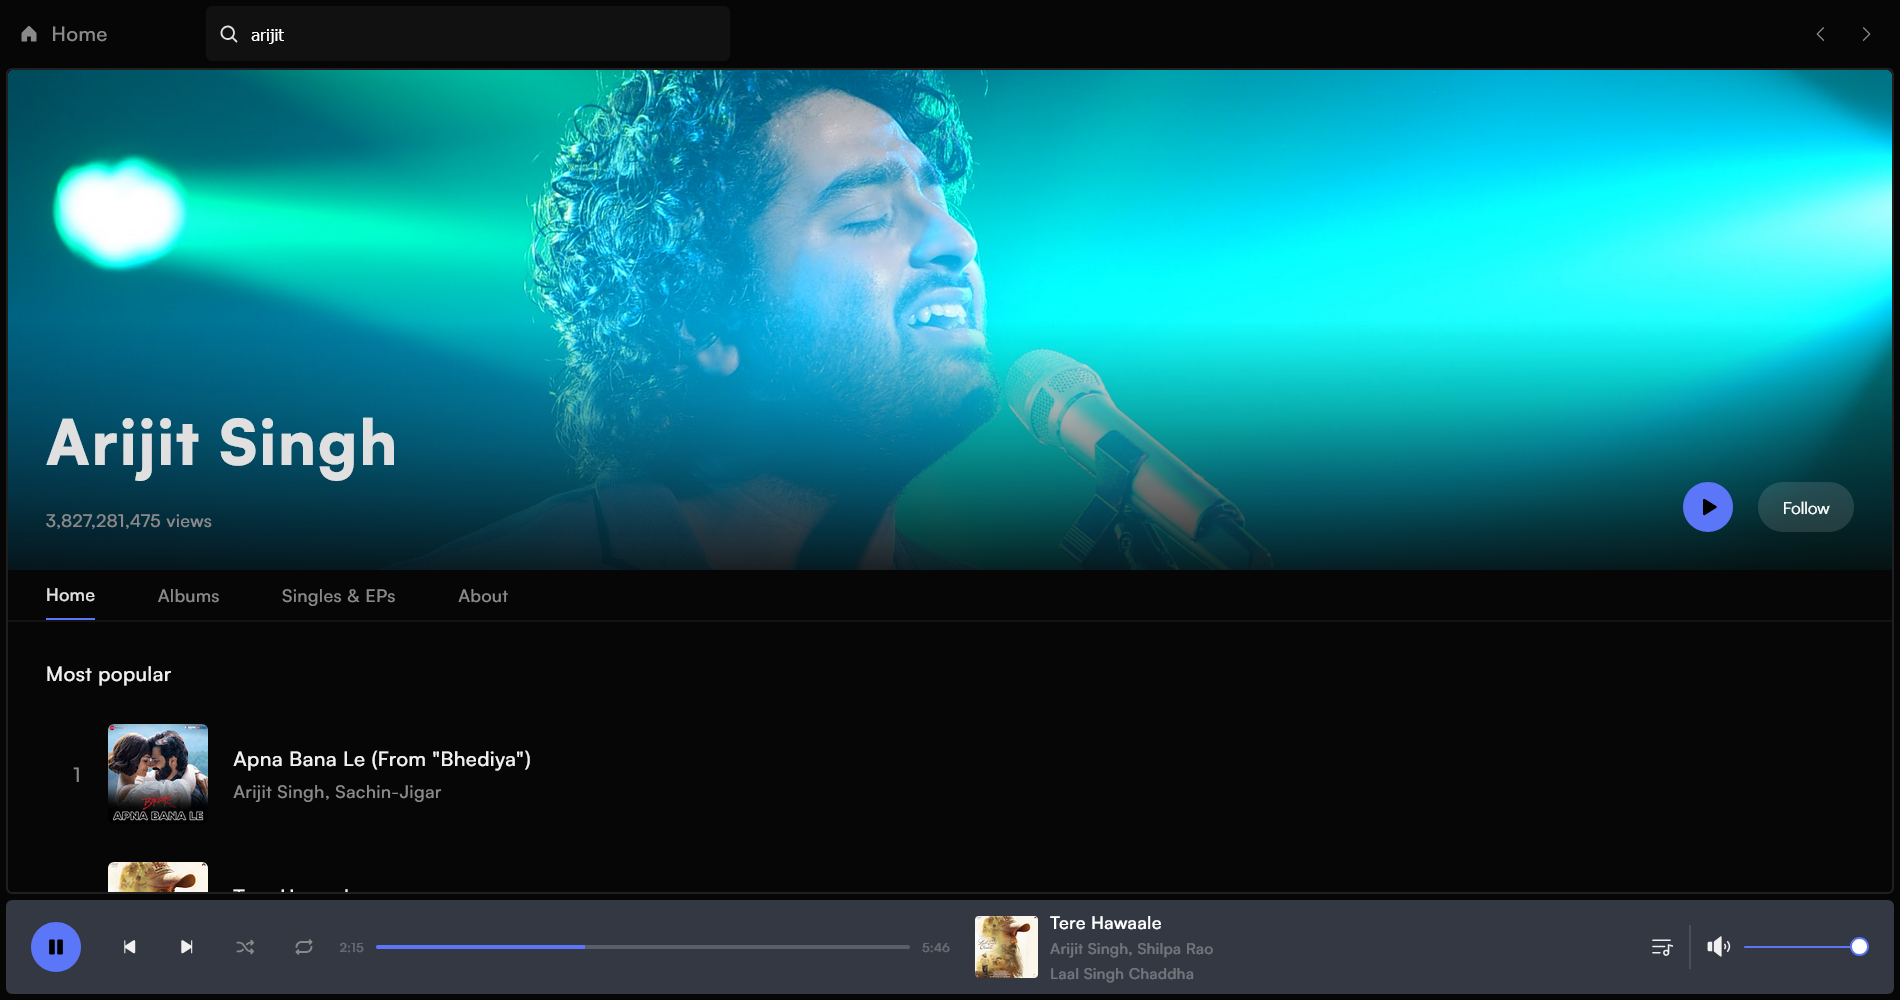 Home
arijit
Arijit Singh
3,827,281,475 views
Follow
Home
Albums
Singles & EPs
About
Most popular
1
APNA BANA LE
Apna Bana Le (From "Bhediya")
Arijit Singh, Sachin-Jigar
2:15
5:46
Tere Hawaale
Arijit Singh, Shilpa Rao
Laal Singh Chaddha